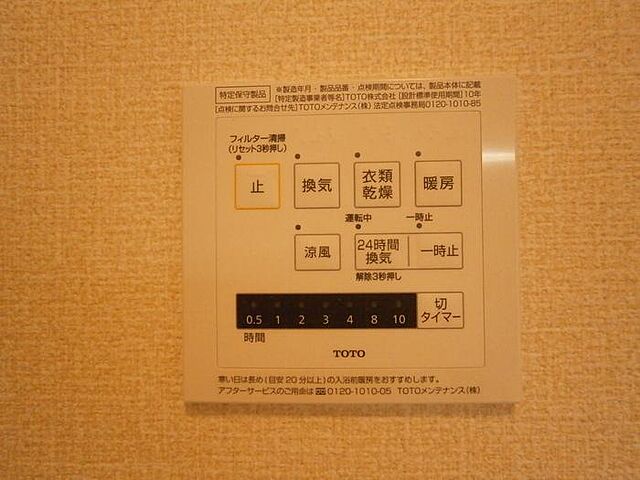 特定保守製品
※製造年月・製品品番・点検期間については、製品本体に記載
[特定製造事業者等名]TOTO株式会社 [設計標準使用期間]10年
[点検に関するお問合せ先]TOTOメンテナンス(株) 法定点検事務局0120-1010-85
フィルター清掃
(リセット3秒押し)
止 換気 衣類乾燥 暖房
運転中 一時止
涼風 24時間換気 一時止
解除3秒押し
0.5 1 2 3 4 8 10 切タイマー
時間
TOTO
寒い日は長め(目安20分以上)の入浴前暖房をおすすめします。
アフターサービスのご用命は 0120-1010-05 TOTOメンテナンス(株)